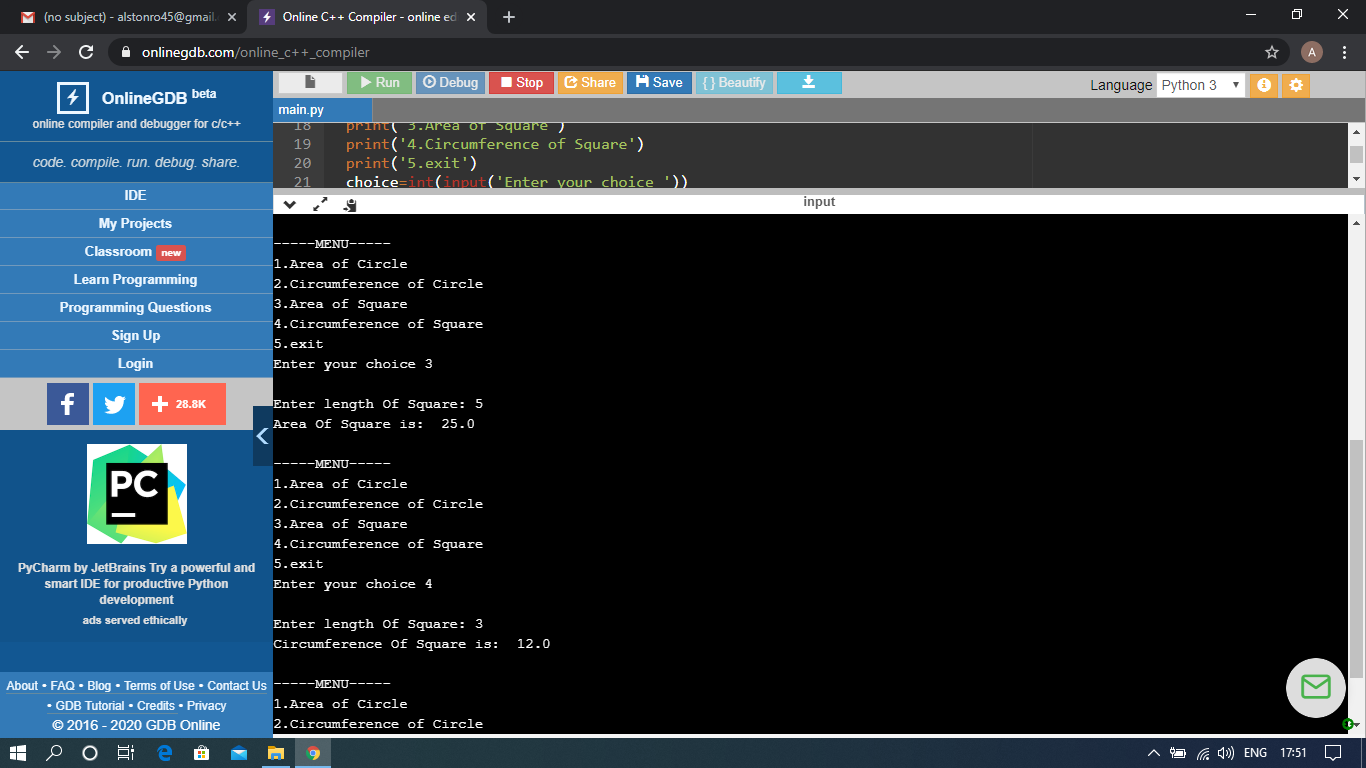 (no subject) - alstonro45@gmail.
Online C++ Compiler - online ed
onlinegdb.com/online_c++_compiler
A
OnlineGDB beta
online compiler and debugger for c/c++
code. compile. run. debug. share.
IDE
My Projects
Classroom new
Learn Programming
Programming Questions
Sign Up
Login
28.8K
PC
PyCharm by JetBrains Try a powerful and
smart IDE for productive Python
development
ads served ethically
About • FAQ • Blog • Terms of Use • Contact Us
• GDB Tutorial • Credits • Privacy
© 2016 - 2020 GDB Online
Run Debug Stop Share Save {} Beautify
Language Python 3
main.py
18 print('3.Area of Square')
19 print('4.Circumference of Square')
20 print('5.exit')
21 choice=int(input('Enter your choice '))
input
-----MENU-----
1.Area of Circle
2.Circumference of Circle
3.Area of Square
4.Circumference of Square
5.exit
Enter your choice 3
Enter length Of Square: 5
Area Of Square is:  25.0
-----MENU-----
1.Area of Circle
2.Circumference of Circle
3.Area of Square
4.Circumference of Square
5.exit
Enter your choice 4
Enter length Of Square: 3
Circumference Of Square is:  12.0
-----MENU-----
1.Area of Circle
2.Circumference of Circle
ENG 17:51